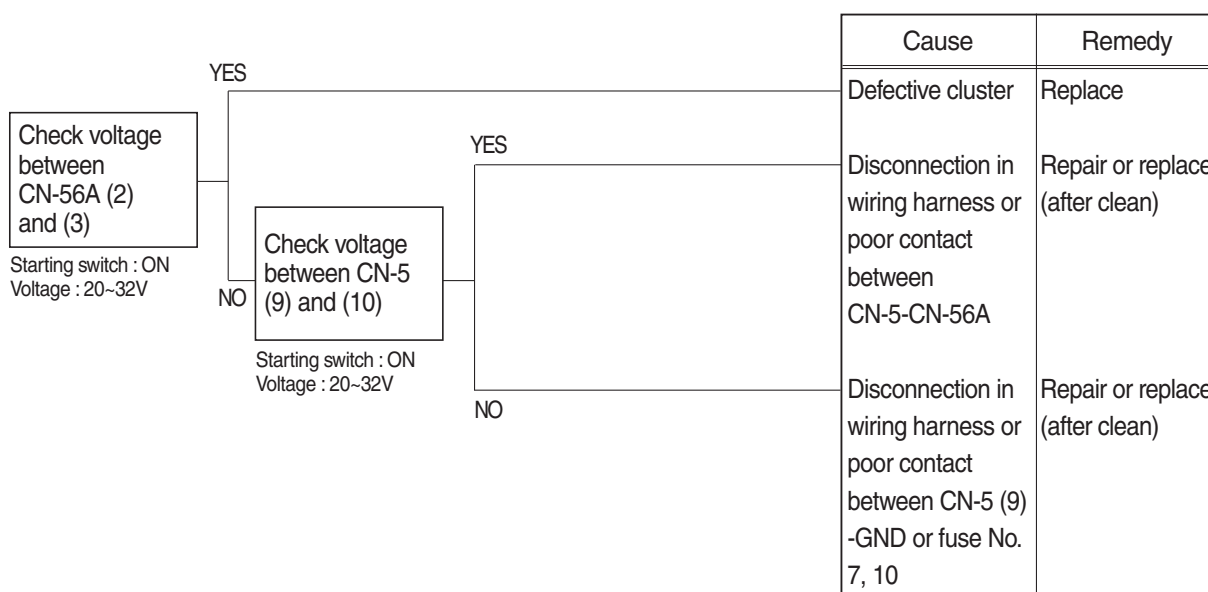 Cause
Remedy
YES
Defective cluster
Replace
Check voltage
between
CN-56A (2)
and (3)
Starting switch : ON
Voltage : 20~32V
YES
Disconnection in
wiring harness or
poor contact
between
CN-5-CN-56A
Repair or replace
(after clean)
NO
Check voltage
between CN-5
(9) and (10)
Starting switch : ON
Voltage : 20~32V
NO
Disconnection in
wiring harness or
poor contact
between CN-5 (9)
-GND or fuse No.
7, 10
Repair or replace
(after clean)